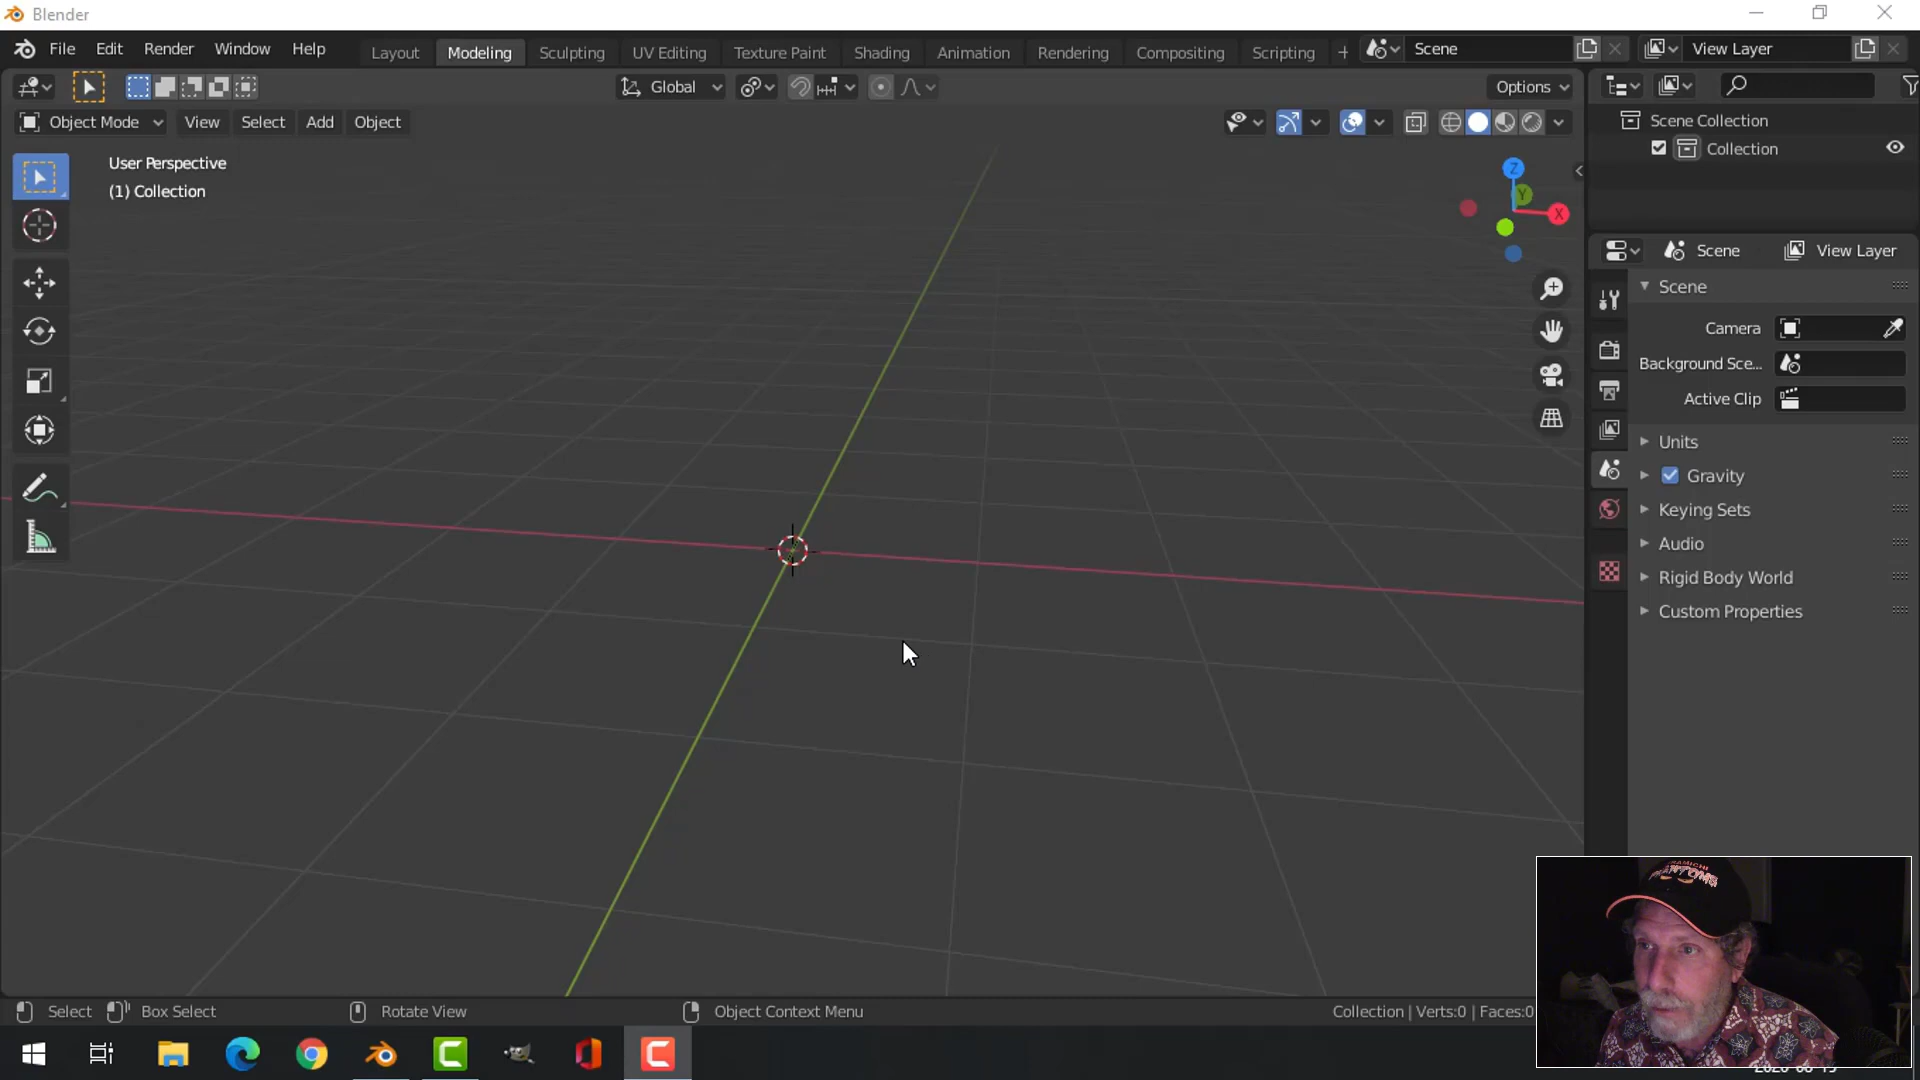 Blender
File Edit Render Window Help Layout Modeling Sculpting UV Editing Texture Paint Shading Animation Rendering Compositing Scripting + Scene View Layer
Global Options
Object Mode View Select Add Object
Scene Collection
Collection
User Perspective
(1) Collection
Z
Y
X
Scene View Layer
Scene
Camera
Background Sce...
Active Clip
Units
Gravity
Keying Sets
Audio
Rigid Body World
Custom Properties
PHANTOMS
Select Box Select Rotate View Object Context Menu Collection | Verts:0 | Faces:0